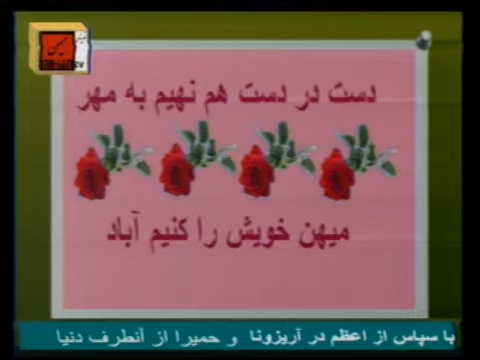 میهن
دست در دست هم نهیم به مهر
میهن خویش را کنیم آباد
با سپاس از اعظم در آریزونا و حمیرا از آنطرف دنیا